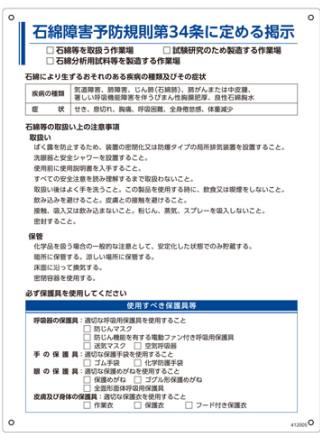 石綿障害予防規則第34条に定める掲示
□ 石綿等を取扱う作業場 □ 試験研究のため製造する作業場
□ 石綿分析用試料等を製造する作業場
石綿により生ずるおそれのある疾病の種類及びその症状
疾病の種類 気道障害、肺障害、じん肺(石綿肺)、肺がんまたは中皮腫、
著しい呼吸機能障害を伴うびまん性胸膜肥厚、良性石綿胸水
症 状 せき、息切れ、胸痛、呼吸困難、全身倦怠感、体重減少
石綿等の取扱い上の注意事項
取扱い
ばく露を防止するため、装置の密閉化又は防爆タイプの局所排気装置を設置すること。
洗眼器と安全シャワーを設置すること。
使用前に使用説明書を入手すること。
すべての安全注意を読み理解するまで取扱わないこと。
取扱い後はよく手を洗うこと。この製品を使用する時に、飲食又は喫煙をしないこと。
飲み込みを避けること。皮膚との接触を避けること。
接触、吸入又は飲み込まないこと。粉じん、蒸気、スプレーを吸入しないこと。
密封すること。
保管
化学品を扱う場合の一般的な注意として、安定化した状態でのみ貯蔵する。
暗所に保管する。涼しい場所に保管する。
床面に沿って換気する。
密閉容器を使用する。
必ず保護具を使用してください
使用すべき保護具等
呼吸器の保護具：適切な呼吸用保護具を使用すること
□ 防じんマスク
□ 防じん機能を有する電動ファン付き呼吸用保護具
□ 送気マスク □ 空気呼吸器
手の保護具：適切な保護手袋を使用すること
□ ゴム手袋 □ 化学防護手袋
眼の保護具：適切な保護めがねを使用すること
□ 保護めがね □ ゴグル形保護めがね
□ 全面形面体呼吸用保護具
皮膚及び身体の保護具：適切な保護衣を使用すること
□ 作業衣 □ 保護衣 □ フード付き保護衣
412005